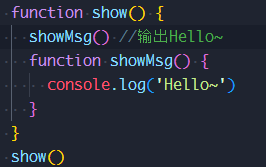 function show() {
  showMsg() //输出Hello~
  function showMsg() {
    console.log('Hello~')
  }
}
show()